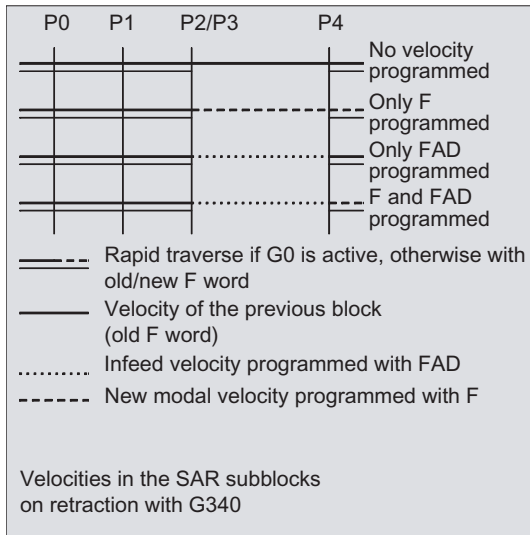 P0 P1 P2/P3 P4
No velocity
programmed
Only F
programmed
Only FAD
programmed
F and FAD
programmed
Rapid traverse if G0 is active, otherwise with
old/new F word
Velocity of the previous block
(old F word)
Infeed velocity programmed with FAD
New modal velocity programmed with F
Velocities in the SAR subblocks
on retraction with G340